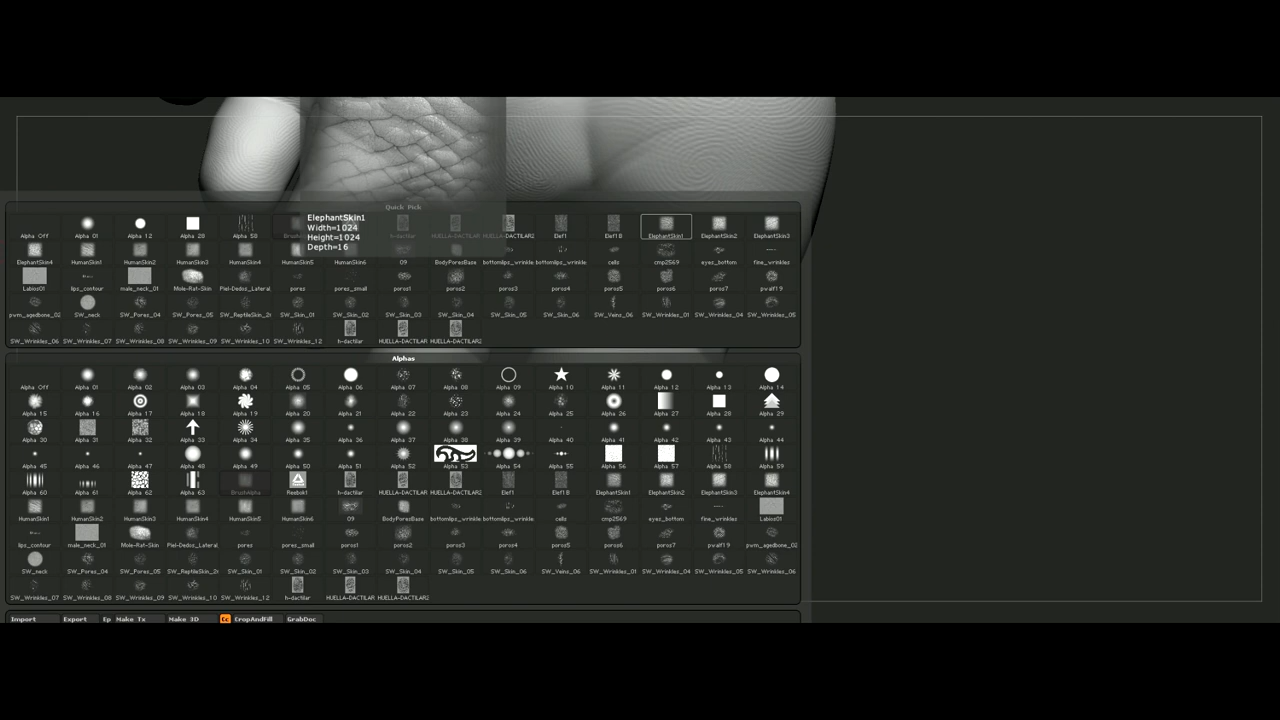 Quick Pick
ElephantSkin1
Width=1024
Height=1024
Depth=16
Alpha Off Alpha 01 Alpha 12 Alpha 28 Alpha 58 HUELLA-DACTILAR HUELLA-DACTILAR2 Elef1 Elef1B ElephantSkin1 ElephantSkin2 ElephantSkin3
ElephantSkin4 HumanSkin1 HumanSkin2 HumanSkin3 HumanSkin4 HumanSkin5 HumanSkin6 09 BodyPoresBase bottomlips_wrinkle bottomlips_wrinkle cells cmp2569 eyes_bottom fine_wrinkles
Labios01 lips_contour male_neck_01 Mole-Rat-Skin Piel-Dedos_Lateral pores pores_small poros1 poros2 poros3 poros4 poros5 poros6 poros7 pwalf19
pwm_agedbone_02 SW_neck SW_Pores_04 SW_Pores_05 SW_ReptileSkin_2 SW_Skin_01 SW_Skin_02 SW_Skin_03 SW_Skin_04 SW_Skin_05 SW_Skin_06 SW_Veins_06 SW_Wrinkles_01 SW_Wrinkles_04 SW_Wrinkles_05
SW_Wrinkles_06 SW_Wrinkles_07 SW_Wrinkles_08 SW_Wrinkles_09 SW_Wrinkles_10 SW_Wrinkles_12 h-dactilar HUELLA-DACTILAR HUELLA-DACTILAR2
Alphas
Alpha Off Alpha 01 Alpha 02 Alpha 03 Alpha 04 Alpha 05 Alpha 06 Alpha 07 Alpha 08 Alpha 09 Alpha 10 Alpha 11 Alpha 12 Alpha 13 Alpha 14
Alpha 15 Alpha 16 Alpha 17 Alpha 18 Alpha 19 Alpha 20 Alpha 21 Alpha 22 Alpha 23 Alpha 24 Alpha 25 Alpha 26 Alpha 27 Alpha 28 Alpha 29
Alpha 30 Alpha 31 Alpha 32 Alpha 33 Alpha 34 Alpha 35 Alpha 36 Alpha 37 Alpha 38 Alpha 39 Alpha 40 Alpha 41 Alpha 42 Alpha 43 Alpha 44
Alpha 45 Alpha 46 Alpha 47 Alpha 48 Alpha 49 Alpha 50 Alpha 51 Alpha 52 Alpha 53 Alpha 54 Alpha 55 Alpha 56 Alpha 57 Alpha 58 Alpha 59
Alpha 60 Alpha 61 Alpha 62 Alpha 63 BrushAlpha Reebok1 h-dactilar HUELLA-DACTILAR HUELLA-DACTILAR2 Elef1 Elef1B ElephantSkin1 ElephantSkin2 ElephantSkin3 ElephantSkin4
HumanSkin1 HumanSkin2 HumanSkin3 HumanSkin4 HumanSkin5 HumanSkin6 09 BodyPoresBase bottomlips_wrinkle bottomlips_wrinkle cells cmp2569 eyes_bottom fine_wrinkles Labios01
lips_contour male_neck_01 Mole-Rat-Skin Piel-Dedos_Lateral pores pores_small poros1 poros2 poros3 poros4 poros5 poros6 poros7 pwalf19 pwm_agedbone_02
SW_neck SW_Pores_04 SW_Pores_05 SW_ReptileSkin_2 SW_Skin_01 SW_Skin_02 SW_Skin_03 SW_Skin_04 SW_Skin_05 SW_Skin_06 SW_Veins_06 SW_Wrinkles_01 SW_Wrinkles_04 SW_Wrinkles_05 SW_Wrinkles_06
SW_Wrinkles_07 SW_Wrinkles_08 SW_Wrinkles_09 SW_Wrinkles_10 SW_Wrinkles_12 h-dactilar HUELLA-DACTILAR HUELLA-DACTILAR2
Import Export Ep Make Tx Make 3D Cc CropAndFill GrabDoc